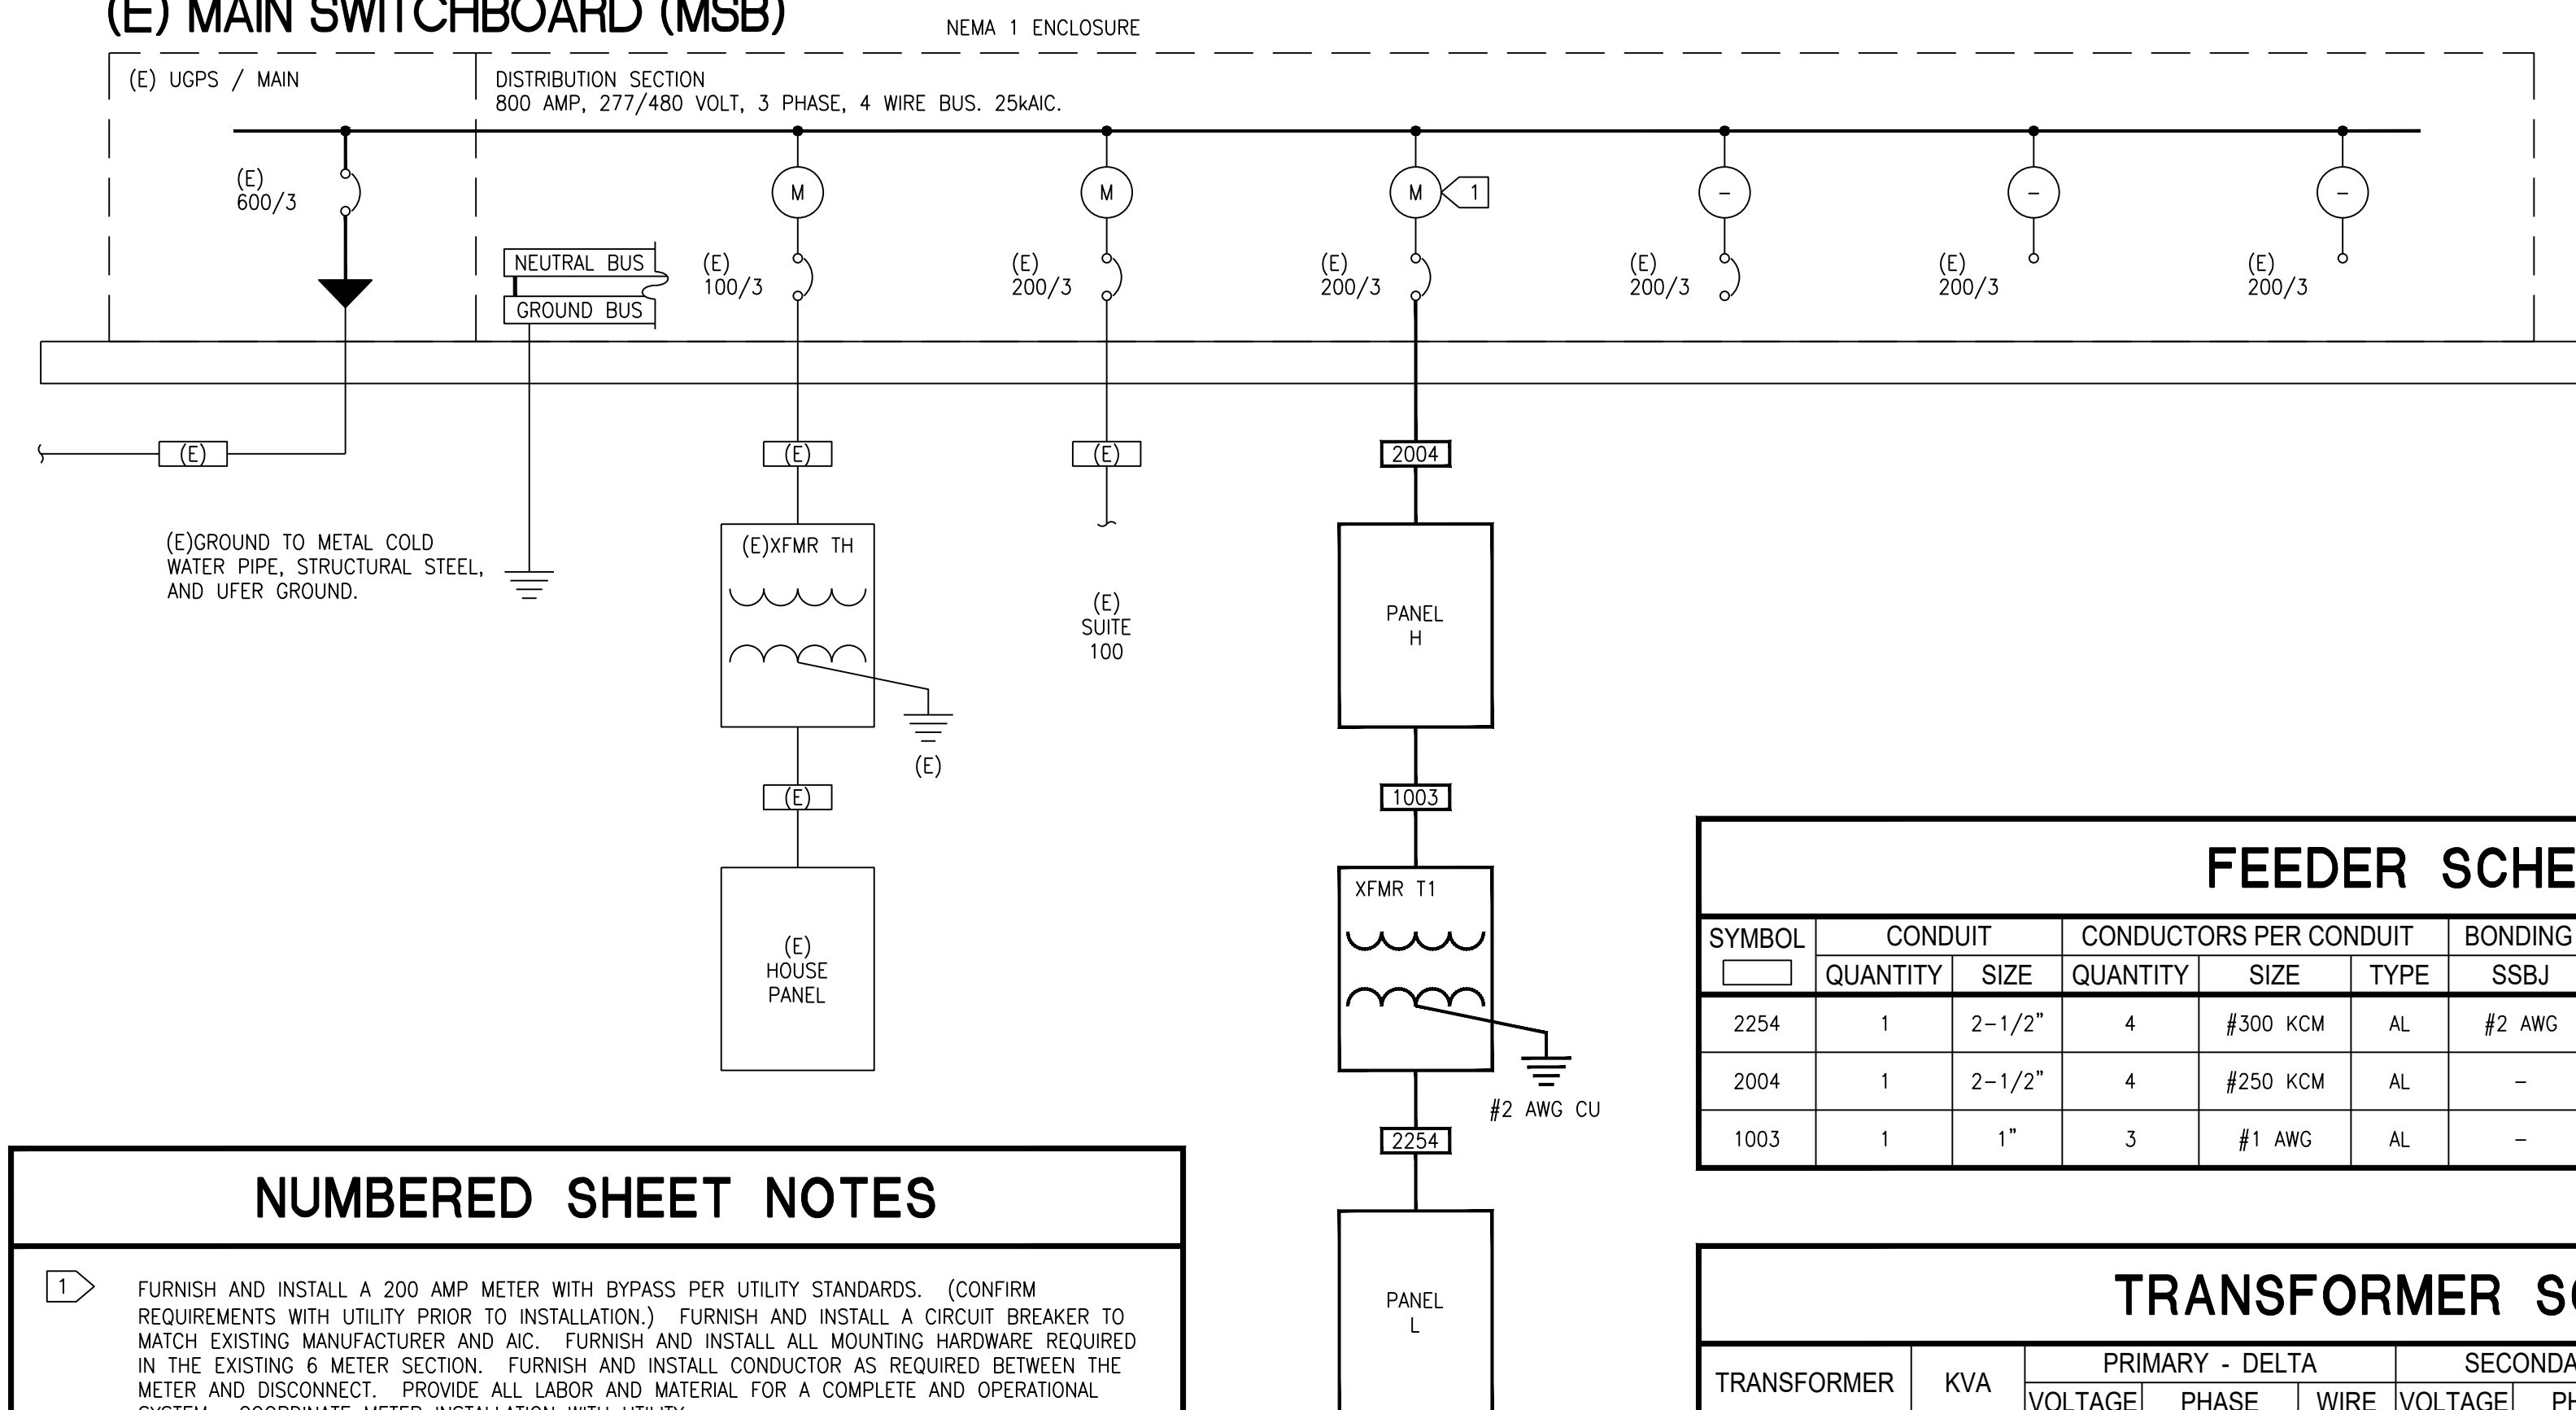 (E) MAIN SWITCHBOARD (MSB)
NEMA 1 ENCLOSURE
(E) UGPS / MAIN
DISTRIBUTION SECTION
800 AMP, 277/480 VOLT, 3 PHASE, 4 WIRE BUS. 25kAIC.
(E)
600/3
NEUTRAL BUS
GROUND BUS
M
(E)
100/3
M
(E)
200/3
M
1
(E)
200/3
-
(E)
200/3
-
(E)
200/3
-
(E)
200/3
(E)
(E)
(E)
2004
(E)GROUND TO METAL COLD
WATER PIPE, STRUCTURAL STEEL,
AND UFER GROUND.
(E)XFMR TH
(E)
(E)
SUITE
100
PANEL
H
(E)
1003
(E)
HOUSE
PANEL
XFMR T1
#2 AWG CU
2254
PANEL
L
FEEDER SCHE
SYMBOL CONDUIT CONDUCTORS PER CONDUIT BONDING
QUANTITY SIZE QUANTITY SIZE TYPE SSBJ
2254 1 2-1/2" 4 #300 KCM AL #2 AWG
2004 1 2-1/2" 4 #250 KCM AL -
1003 1 1" 3 #1 AWG AL -
NUMBERED SHEET NOTES
1 FURNISH AND INSTALL A 200 AMP METER WITH BYPASS PER UTILITY STANDARDS. (CONFIRM
REQUIREMENTS WITH UTILITY PRIOR TO INSTALLATION.) FURNISH AND INSTALL A CIRCUIT BREAKER TO
MATCH EXISTING MANUFACTURER AND AIC. FURNISH AND INSTALL ALL MOUNTING HARDWARE REQUIRED
IN THE EXISTING 6 METER SECTION. FURNISH AND INSTALL CONDUCTOR AS REQUIRED BETWEEN THE
METER AND DISCONNECT. PROVIDE ALL LABOR AND MATERIAL FOR A COMPLETE AND OPERATIONAL
SYSTEM. COORDINATE METER INSTALLATION WITH UTILITY
TRANSFORMER S
TRANSFORMER KVA PRIMARY - DELTA SECONDA
VOLTAGE PHASE WIRE VOLTAGE PH